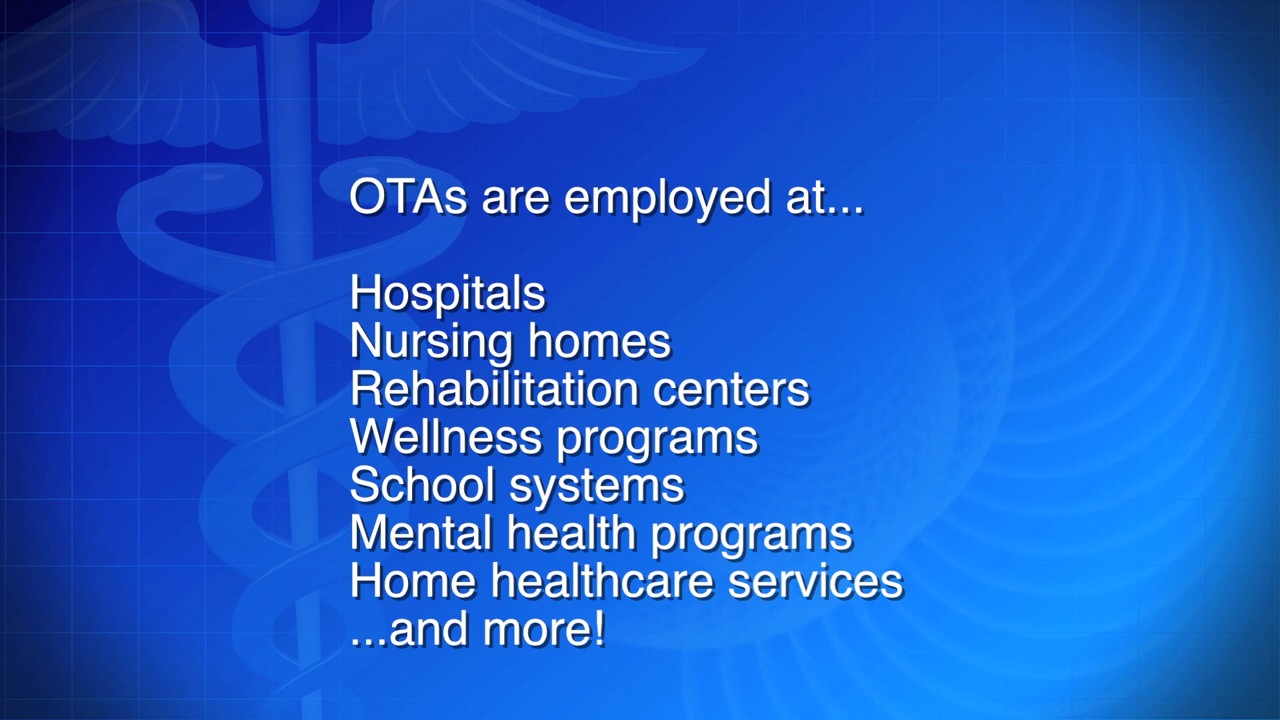 OTAs are employed at...
Hospitals
Nursing homes
Rehabilitation centers
Wellness programs
School systems
Mental health programs
Home healthcare services
...and more!